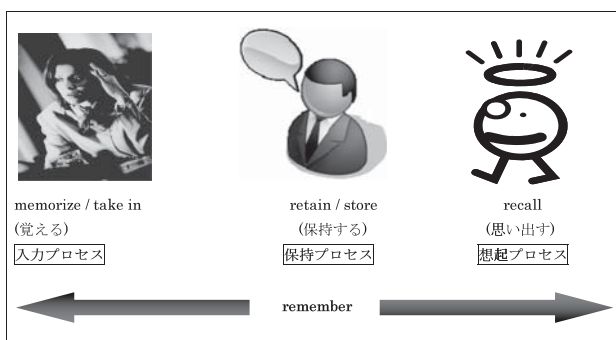 memorize / take in
(覚える)
入力プロセス
retain / store
(保持する)
保持プロセス
recall
(思い出す)
想起プロセス
remember